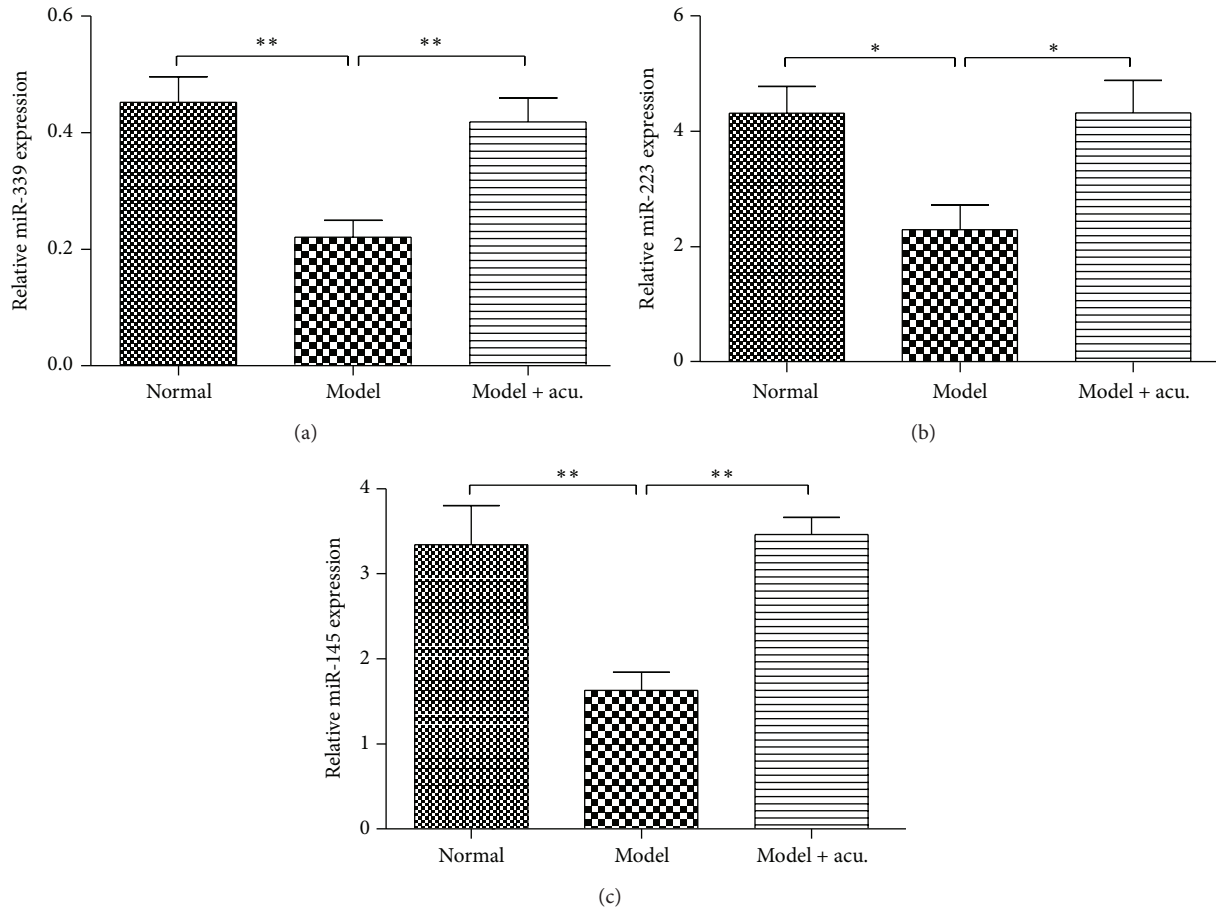 Relative miR-339 expression
0.6
0.4
0.2
0.0
**
**
Normal
Model
Model + acu.
(a)
Relative miR-223 expression
6
4
2
0
*
*
Normal
Model
Model + acu.
(b)
Relative miR-145 expression
4
3
2
1
0
**
**
Normal
Model
Model + acu.
(c)